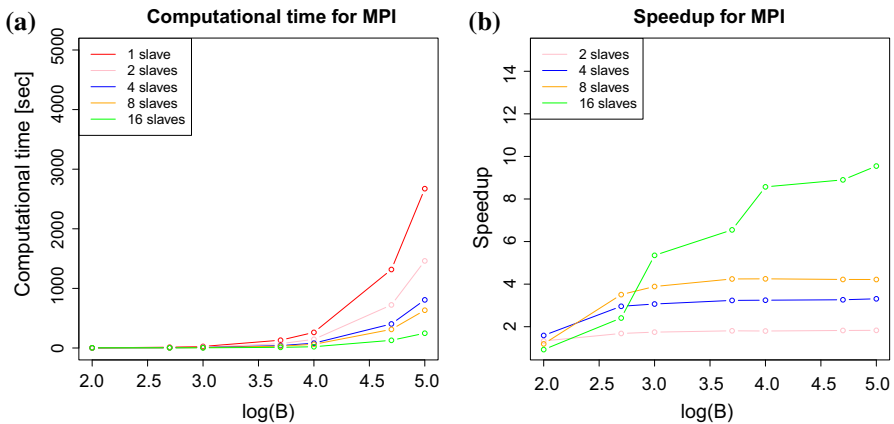 (a)
Computational time for MPI
1 slave
2 slaves
4 slaves
8 slaves
16 slaves
Computational time [sec]
5000
4000
3000
2000
1000
0
2.0 2.5 3.0 3.5 4.0 4.5 5.0
log(B)
(b)
Speedup for MPI
2 slaves
4 slaves
8 slaves
16 slaves
Speedup
14
12
10
8
6
4
2
2.0 2.5 3.0 3.5 4.0 4.5 5.0
log(B)